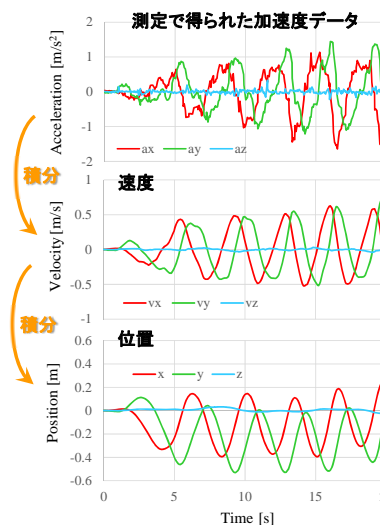 測定で得られた加速度データ
Acceleration [m/s²]
2
1
0
-1
-2
ax ay az
積分
速度
Velocity [m/s]
1
0.5
0
-0.5
-1
vx vy vz
積分
位置
Position [m]
0.6
0.4
0.2
0
-0.2
-0.4
-0.6
x y z
0 5 10 15
Time [s]